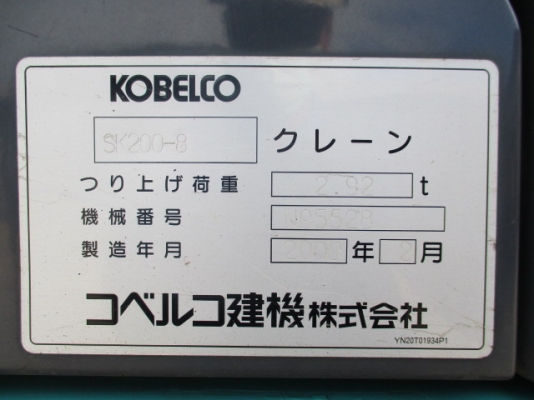 KOBELCO
SK200-8 クレーン
つり上げ荷重 2.92 t
機械番号
製造年月 年 月
コベルコ建機株式会社
YN20T01934P1